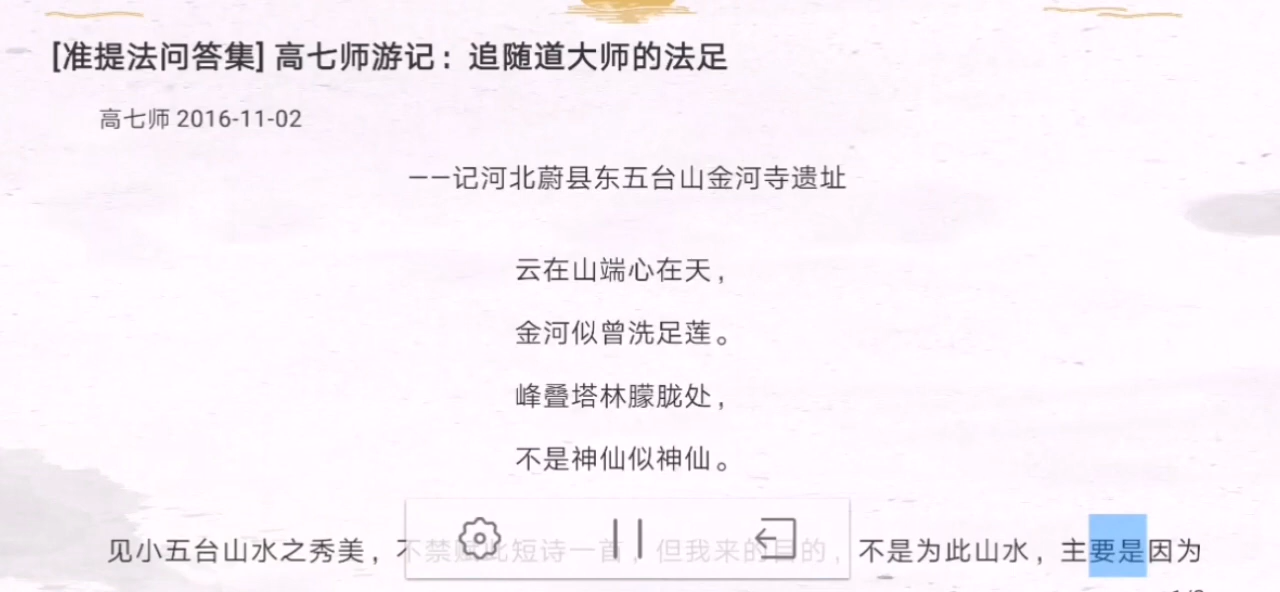 [准提法问答集] 高七师游记：追随道大师的法足
高七师 2016-11-02
——记河北蔚县东五台山金河寺遗址
云在山端心在天，
金河似曾洗足莲。
峰叠塔林朦胧处，
不是神仙似神仙。
见小五台山水之秀美，不禁赋此短诗一首，但我来的目的，不是为此山水，主要是因为